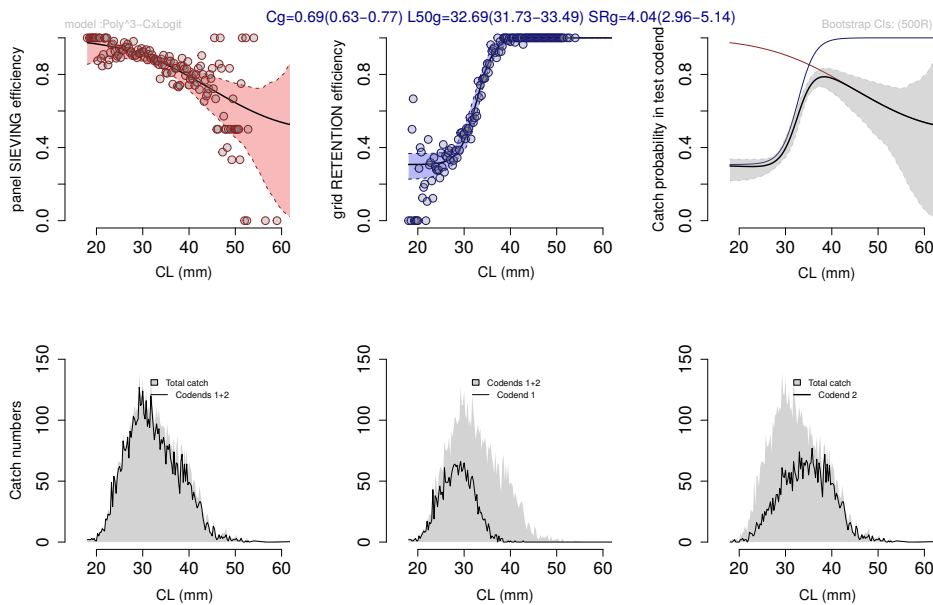 Cg=0.69(0.63−0.77) L50g=32.69(31.73−33.49) SRg=4.04(2.96−5.14)
model :Poly^3−CxLogit
Bootstrap CIs: (500R)
panel SIEVING efficiency
0.0 0.4 0.8
20 30 40 50 60
CL (mm)
grid RETENTION efficiency
0.0 0.4 0.8
20 30 40 50 60
CL (mm)
Catch probability in test codend
0.0 0.4 0.8
20 30 40 50 60
CL (mm)
Catch numbers
0 50 100 150
Total catch
Codends 1+2
20 30 40 50 60
CL (mm)
0 50 100 150
Codends 1+2
Codend 1
20 30 40 50 60
CL (mm)
0 50 100 150
Total catch
Codend 2
20 30 40 50 60
CL (mm)